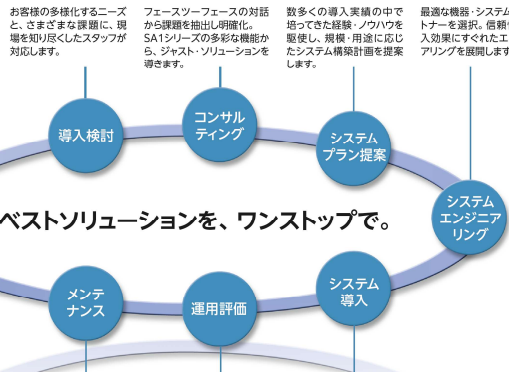 お客様の多様化するニーズ
と、さまざまな課題に、現
場を知り尽くしたスタッフが
対応します。
フェースツーフェースの対話
から課題を抽出し明確化。
SA1シリーズの多彩な機能か
ら、ジャスト・ソリューションを
導きます。
数多くの導入実績の中で
培ってきた経験・ノウハウを
駆使し、規模・用途に応じ
たシステム構築計画を提案
します。
最適な機器・システム
トナーを選択。信頼
入効果にすぐれたエ
アリングを展開します
導入検討
コンサル
ティング
システム
プラン提案
システム
エンジニア
リング
ベストソリューションを、ワンストップで。
メンテ
ナンス
運用評価
システム
導入